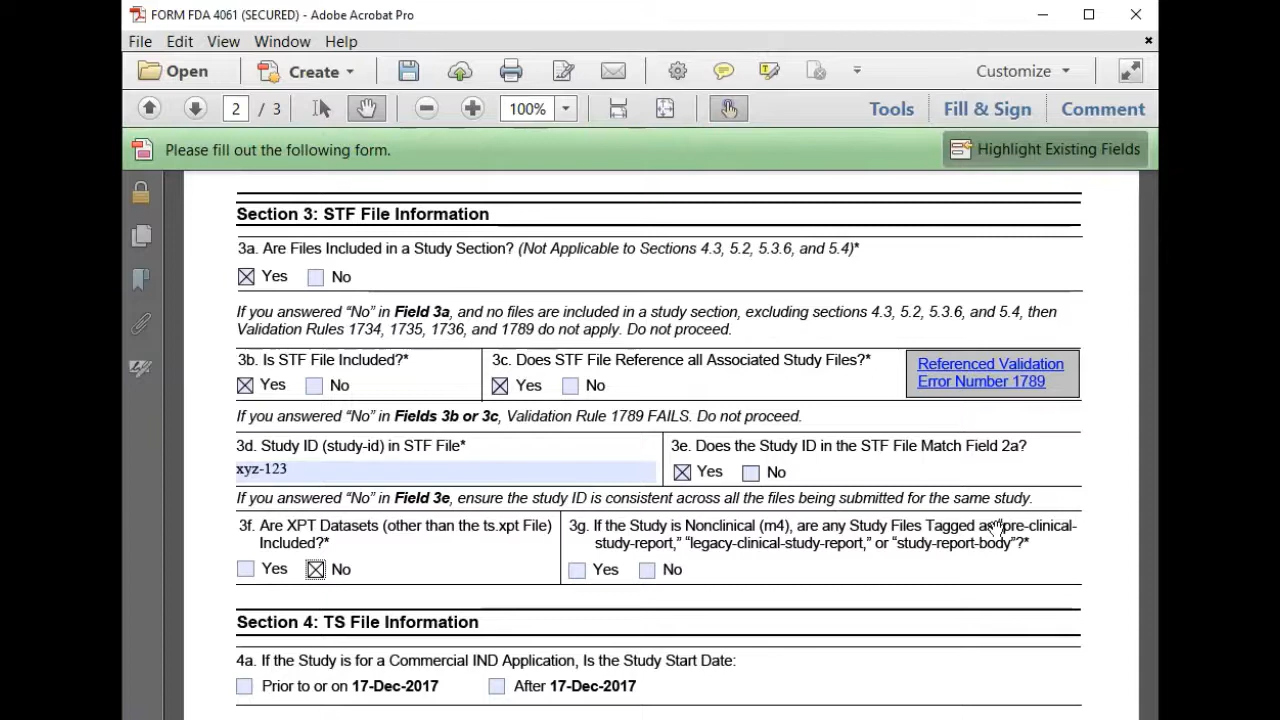 FORM FDA 4061 (SECURED) - Adobe Acrobat Pro
File Edit View Window Help
Open Create Customize
2 / 3 100% Tools Fill & Sign Comment
Please fill out the following form. Highlight Existing Fields
Section 3: STF File Information
3a. Are Files Included in a Study Section? (Not Applicable to Sections 4.3, 5.2, 5.3.6, and 5.4)*
Yes No
If you answered “No” in Field 3a, and no files are included in a study section, excluding sections 4.3, 5.2, 5.3.6, and 5.4, then
Validation Rules 1734, 1735, 1736, and 1789 do not apply. Do not proceed.
3b. Is STF File Included?*
Yes No
3c. Does STF File Reference all Associated Study Files?*
Yes No
Referenced Validation
Error Number 1789
If you answered “No” in Fields 3b or 3c, Validation Rule 1789 FAILS. Do not proceed.
3d. Study ID (study-id) in STF File*
xyz-123
3e. Does the Study ID in the STF File Match Field 2a?
Yes No
If you answered “No” in Field 3e, ensure the study ID is consistent across all the files being submitted for the same study.
3f. Are XPT Datasets (other than the ts.xpt File)
Included?*
Yes No
3g. If the Study is Nonclinical (m4), are any Study Files Tagged as “pre-clinical-
study-report,” “legacy-clinical-study-report,” or “study-report-body”?*
Yes No
Section 4: TS File Information
4a. If the Study is for a Commercial IND Application, Is the Study Start Date:
Prior to or on 17-Dec-2017 After 17-Dec-2017